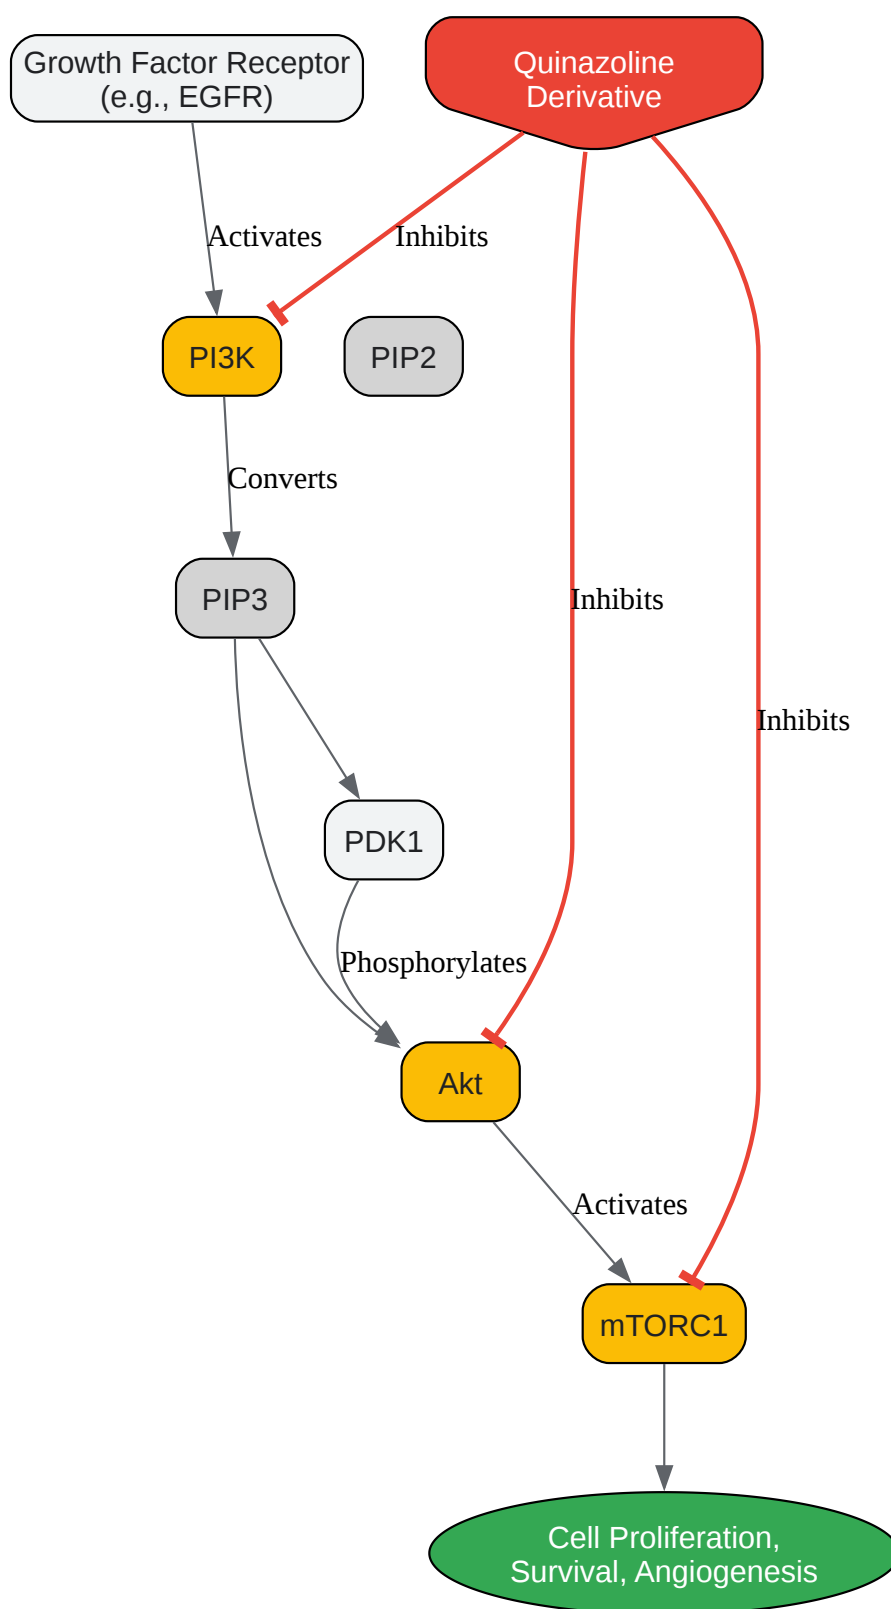 Growth Factor Receptor
(e.g., EGFR)
Quinazoline
Derivative
Activates
Inhibits
PI3K
PIP2
Converts
PIP3
Inhibits
Inhibits
PDK1
Phosphorylates
Akt
Activates
mTORC1
Cell Proliferation,
Survival, Angiogenesis